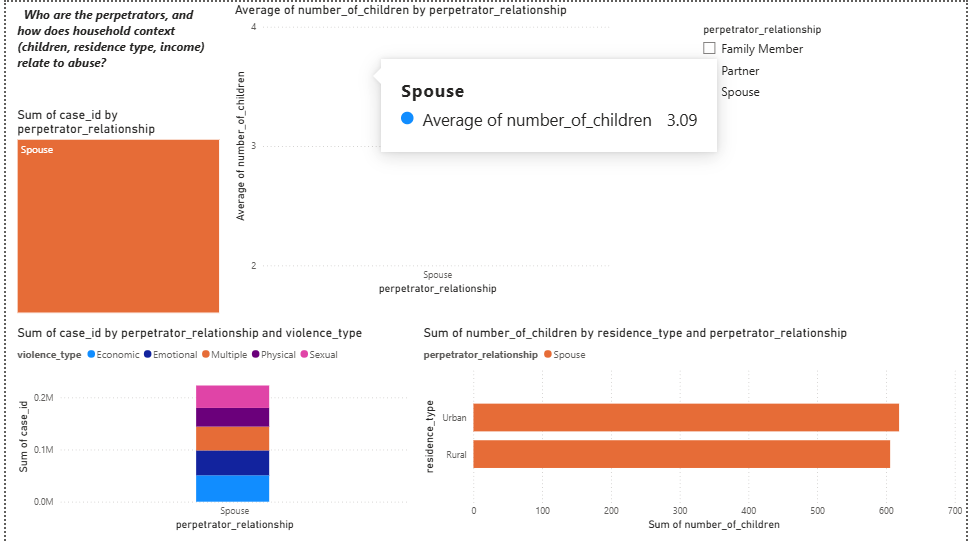 Who are the perpetrators, and
how does household context
(children, residence type, income)
relate to abuse?
Sum of case_id by
perpetrator_relationship
Spouse
Average of number_of_children by perpetrator_relationship
Average of number_of_children
4
3
2
Spouse
perpetrator_relationship
Spouse
Average of number_of_children 3.09
perpetrator_relationship
Family Member
Partner
Spouse
Sum of case_id by perpetrator_relationship and violence_type
violence_type Economic Emotional Multiple Physical Sexual
Sum of case_id
0.2M
0.1M
0.0M
Spouse
perpetrator_relationship
Sum of number_of_children by residence_type and perpetrator_relationship
perpetrator_relationship Spouse
residence_type
Urban
Rural
0 100 200 300 400 500 600 700
Sum of number_of_children